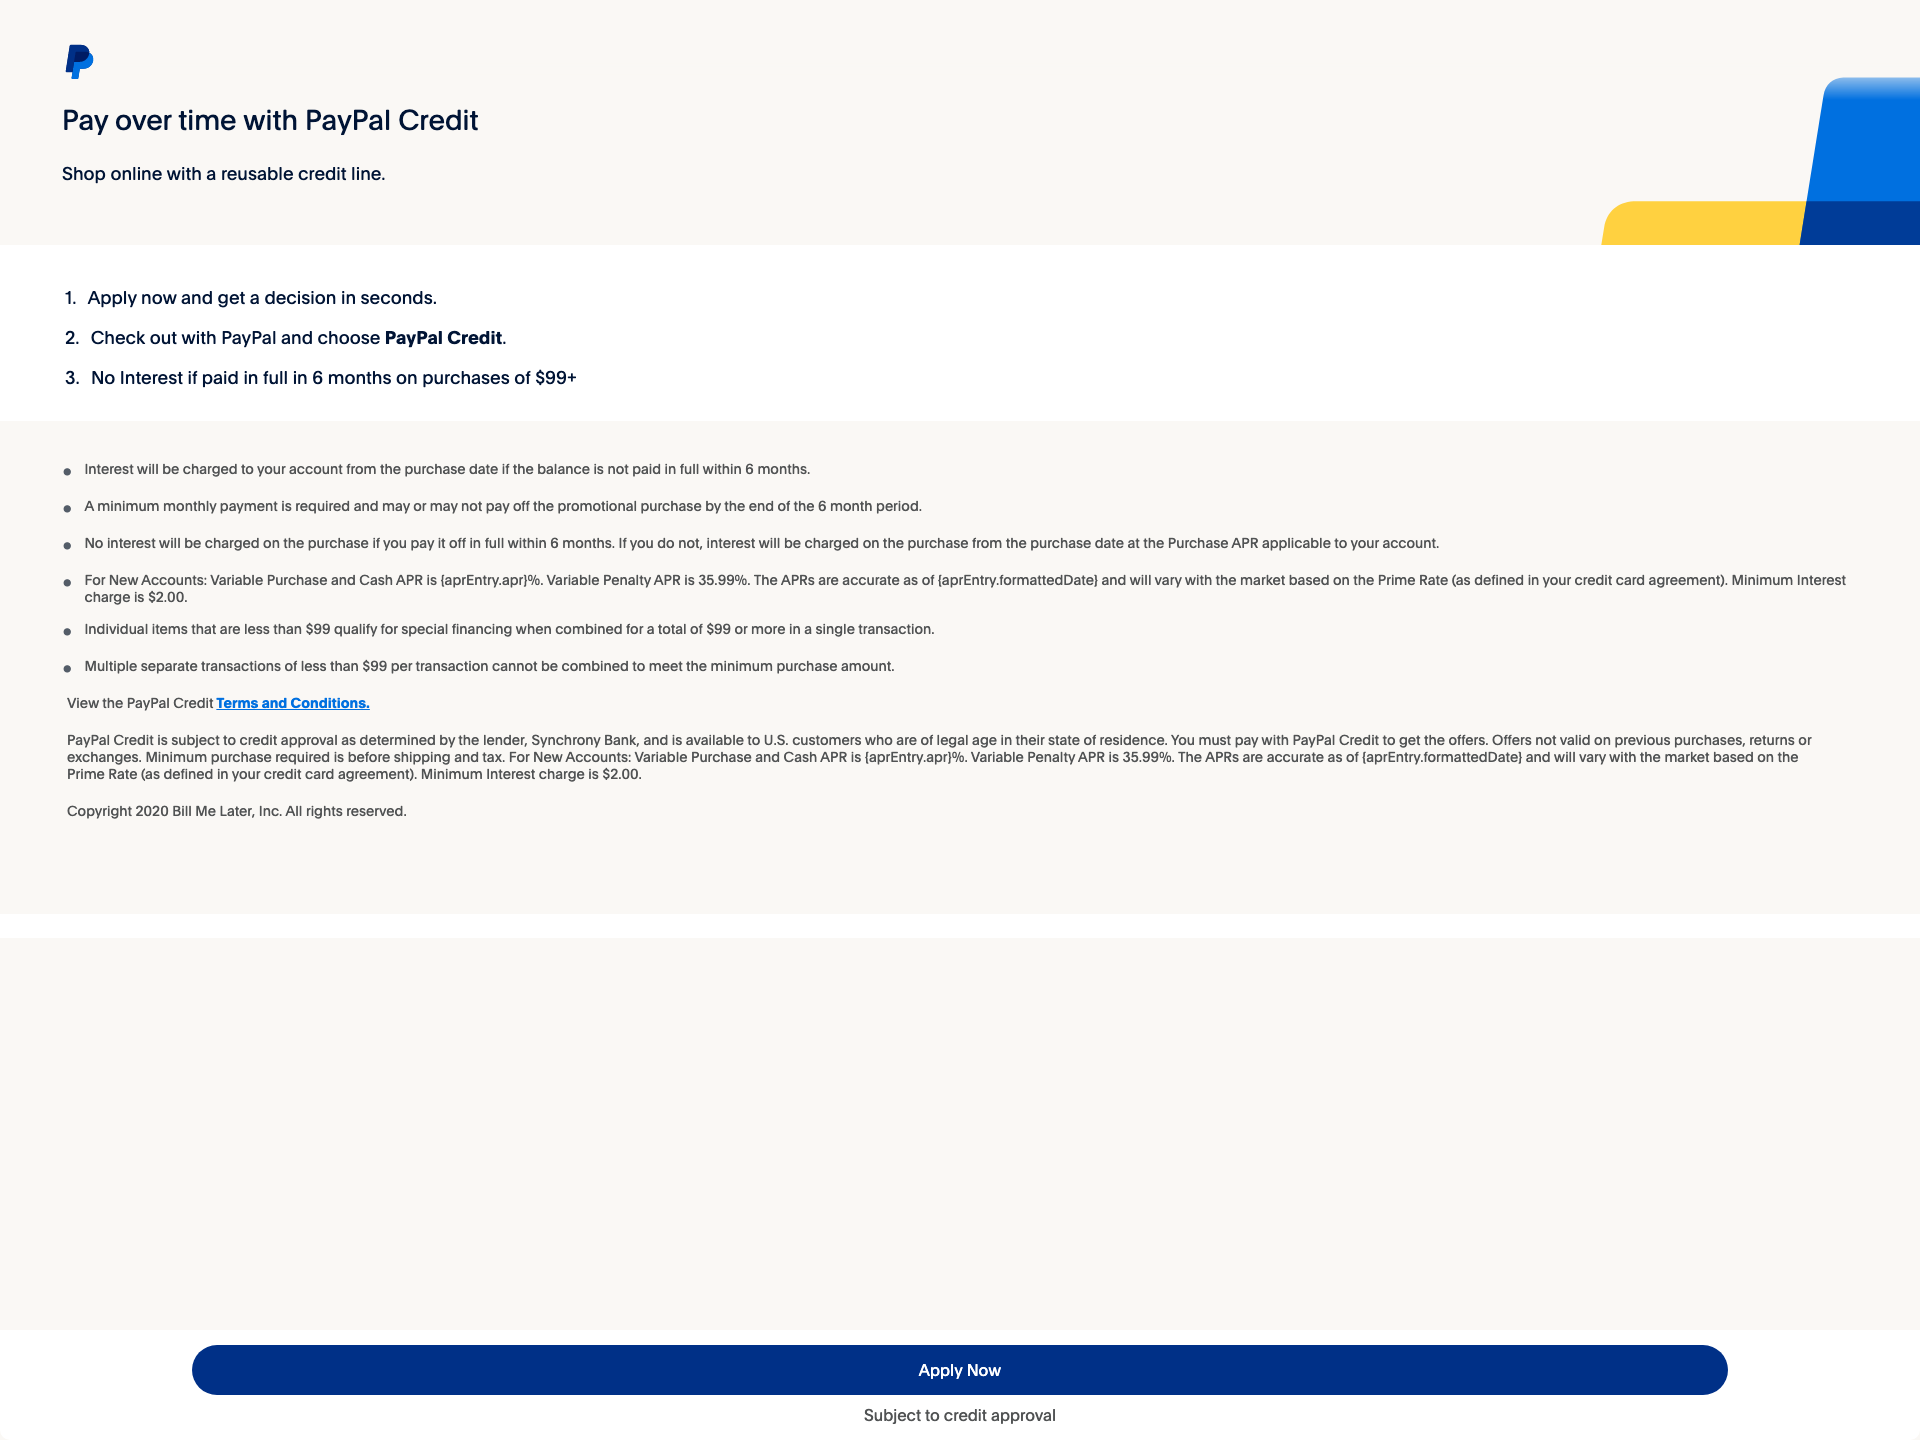 Pay over time with PayPal Credit
Shop online with a reusable credit line.
1. Apply now and get a decision in seconds.
2. Check out with PayPal and choose PayPal Credit.
3. No Interest if paid in full in 6 months on purchases of $99+
● Interest will be charged to your account from the purchase date if the balance is not paid in full within 6 months.
● A minimum monthly payment is required and may or may not pay off the promotional purchase by the end of the 6 month period.
● No interest will be charged on the purchase if you pay it off in full within 6 months. If you do not, interest will be charged on the purchase from the purchase date at the Purchase APR applicable to your account.
● For New Accounts: Variable Purchase and Cash APR is {aprEntry.apr}%. Variable Penalty APR is 35.99%. The APRs are accurate as of {aprEntry.formattedDate} and will vary with the market based on the Prime Rate (as defined in your credit card agreement). Minimum Interest
charge is $2.00.
● Individual items that are less than $99 qualify for special financing when combined for a total of $99 or more in a single transaction.
● Multiple separate transactions of less than $99 per transaction cannot be combined to meet the minimum purchase amount.
View the PayPal Credit Terms and Conditions.
PayPal Credit is subject to credit approval as determined by the lender, Synchrony Bank, and is available to U.S. customers who are of legal age in their state of residence. You must pay with PayPal Credit to get the offers. Offers not valid on previous purchases, returns or
exchanges. Minimum purchase required is before shipping and tax. For New Accounts: Variable Purchase and Cash APR is {aprEntry.apr}%. Variable Penalty APR is 35.99%. The APRs are accurate as of {aprEntry.formattedDate} and will vary with the market based on the
Prime Rate (as defined in your credit card agreement). Minimum Interest charge is $2.00.
Copyright 2020 Bill Me Later, Inc. All rights reserved.
Apply Now
Subject to credit approval